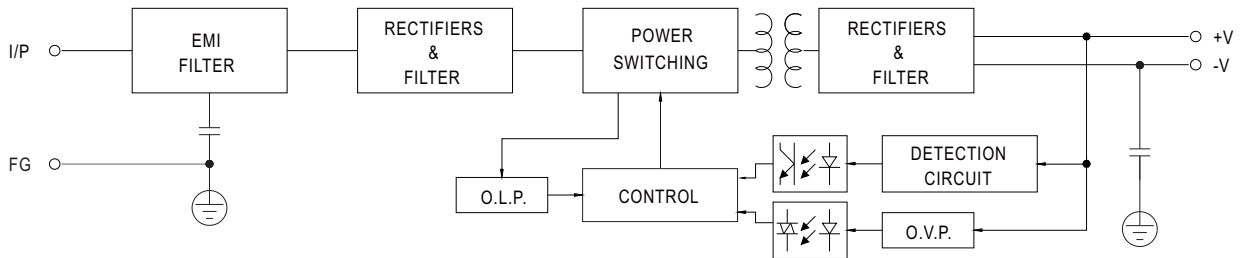 I/P
EMI
FILTER
RECTIFIERS
&
FILTER
POWER
SWITCHING
RECTIFIERS
&
FILTER
+V
-V
FG
O.L.P.
CONTROL
DETECTION
CIRCUIT
O.V.P.